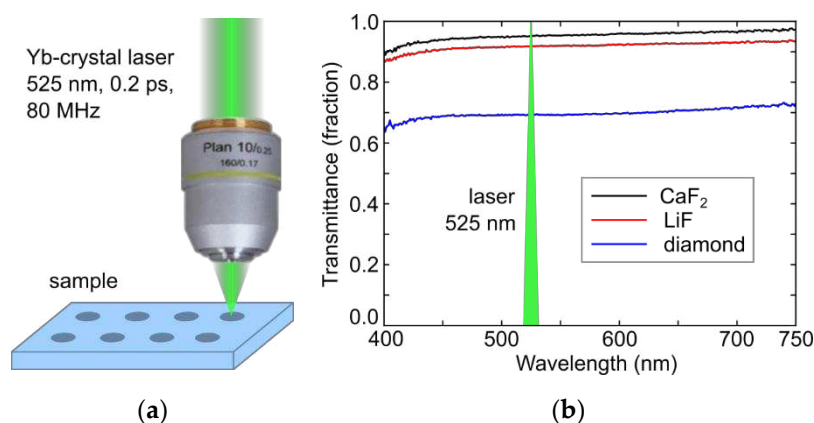 Yb-crystal laser
525 nm, 0.2 ps,
80 MHz
Plan 10/0.25
160/0.17
sample
(a)
Transmittance (fraction)
1.0
0.8
0.6
0.4
0.2
0.0
laser
525 nm
CaF₂
LiF
diamond
400 500 600 700 750
Wavelength (nm)
(b)